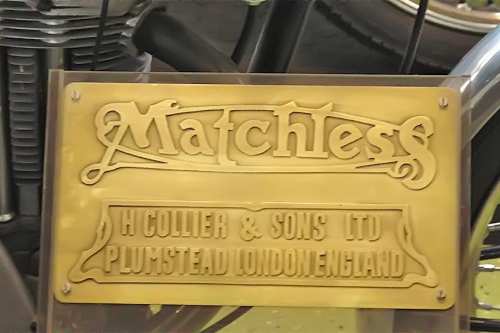 Matchless
H COLLIER & SONS LTD
PLUMSTEAD LONDON ENGLAND